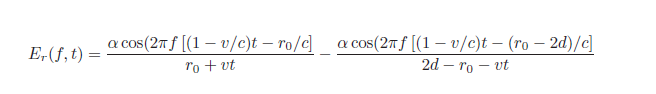 E_r(f, t) = \frac{\alpha \cos(2\pi f [(1 - v/c)t - r_0/c]}{r_0 + vt} - \frac{\alpha \cos(2\pi f [(1 - v/c)t - (r_0 - 2d)/c]}{2d - r_0 - vt}